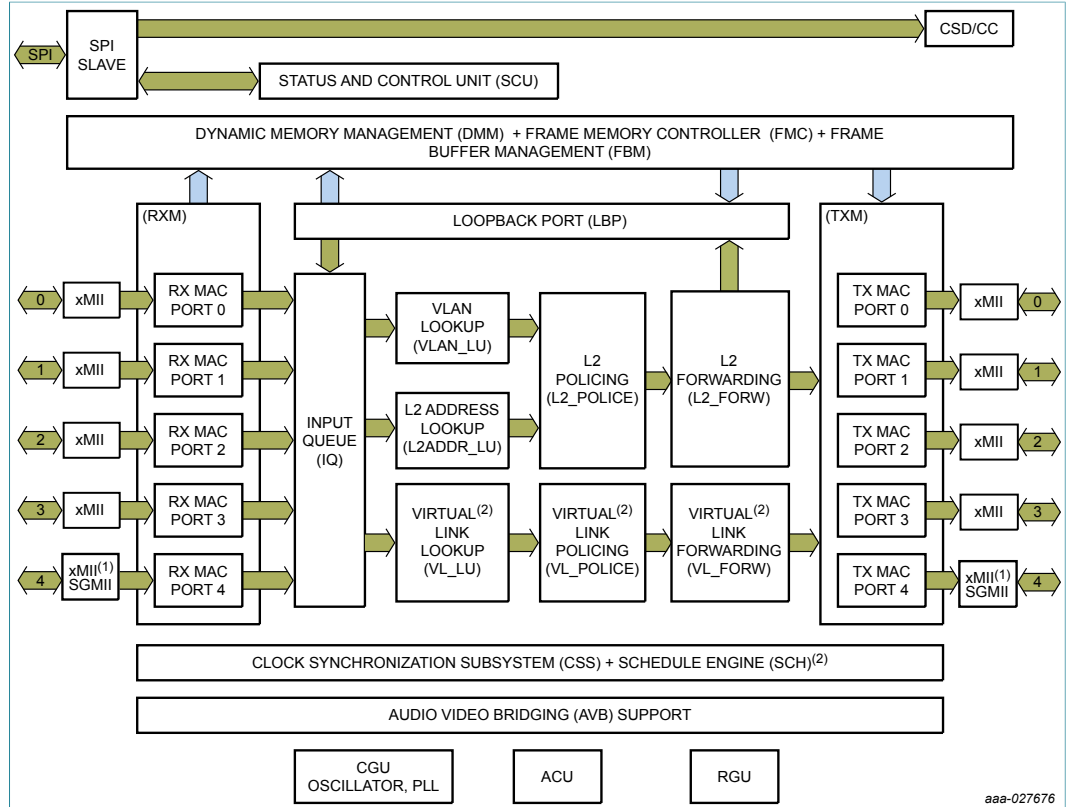 SPI
SPI
SLAVE
CSD/CC
STATUS AND CONTROL UNIT (SCU)
DYNAMIC MEMORY MANAGEMENT (DMM) + FRAME MEMORY CONTROLLER (FMC) + FRAME
BUFFER MANAGEMENT (FBM)
(RXM)
LOOPBACK PORT (LBP)
(TXM)
0
xMII
RX MAC
PORT 0
1
xMII
RX MAC
PORT 1
2
xMII
RX MAC
PORT 2
3
xMII
RX MAC
PORT 3
4
xMII(1)
SGMII
RX MAC
PORT 4
INPUT
QUEUE
(IQ)
VLAN
LOOKUP
(VLAN_LU)
L2 ADDRESS
LOOKUP
(L2ADDR_LU)
L2
POLICING
(L2_POLICE)
L2
FORWARDING
(L2_FORW)
VIRTUAL(2)
LINK
LOOKUP
(VL_LU)
VIRTUAL(2)
LINK
POLICING
(VL_POLICE)
VIRTUAL(2)
LINK
FORWARDING
(VL_FORW)
TX MAC
PORT 0
xMII
0
TX MAC
PORT 1
xMII
1
TX MAC
PORT 2
xMII
2
TX MAC
PORT 3
xMII
3
TX MAC
PORT 4
xMII(1)
SGMII
4
CLOCK SYNCHRONIZATION SUBSYSTEM (CSS) + SCHEDULE ENGINE (SCH)(2)
AUDIO VIDEO BRIDGING (AVB) SUPPORT
CGU
OSCILLATOR, PLL
ACU
RGU
aaa-027676